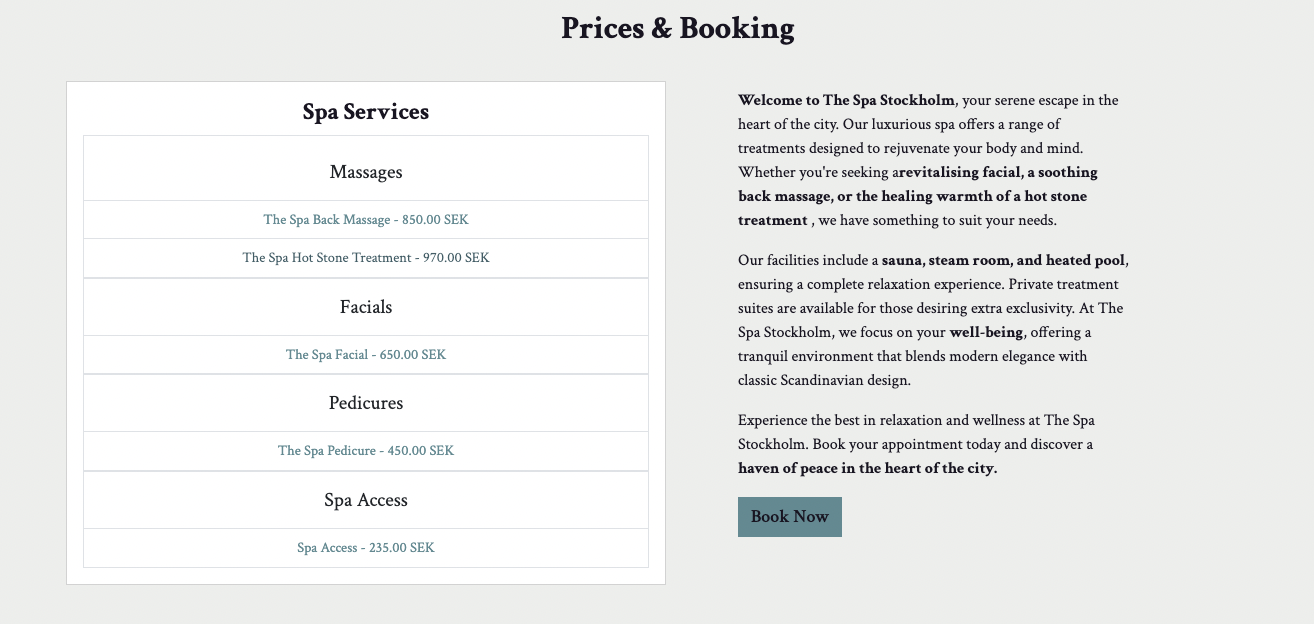 Prices & Booking
Spa Services
Massages
The Spa Back Massage - 850.00 SEK
The Spa Hot Stone Treatment - 970.00 SEK
Facials
The Spa Facial - 650.00 SEK
Pedicures
The Spa Pedicure - 450.00 SEK
Spa Access
Spa Access - 235.00 SEK
Welcome to The Spa Stockholm, your serene escape in the
heart of the city. Our luxurious spa offers a range of
treatments designed to rejuvenate your body and mind.
Whether you're seeking arevitalising facial, a soothing
back massage, or the healing warmth of a hot stone
treatment , we have something to suit your needs.
Our facilities include a sauna, steam room, and heated pool,
ensuring a complete relaxation experience. Private treatment
suites are available for those desiring extra exclusivity. At The
Spa Stockholm, we focus on your well-being, offering a
tranquil environment that blends modern elegance with
classic Scandinavian design.
Experience the best in relaxation and wellness at The Spa
Stockholm. Book your appointment today and discover a
haven of peace in the heart of the city.
Book Now